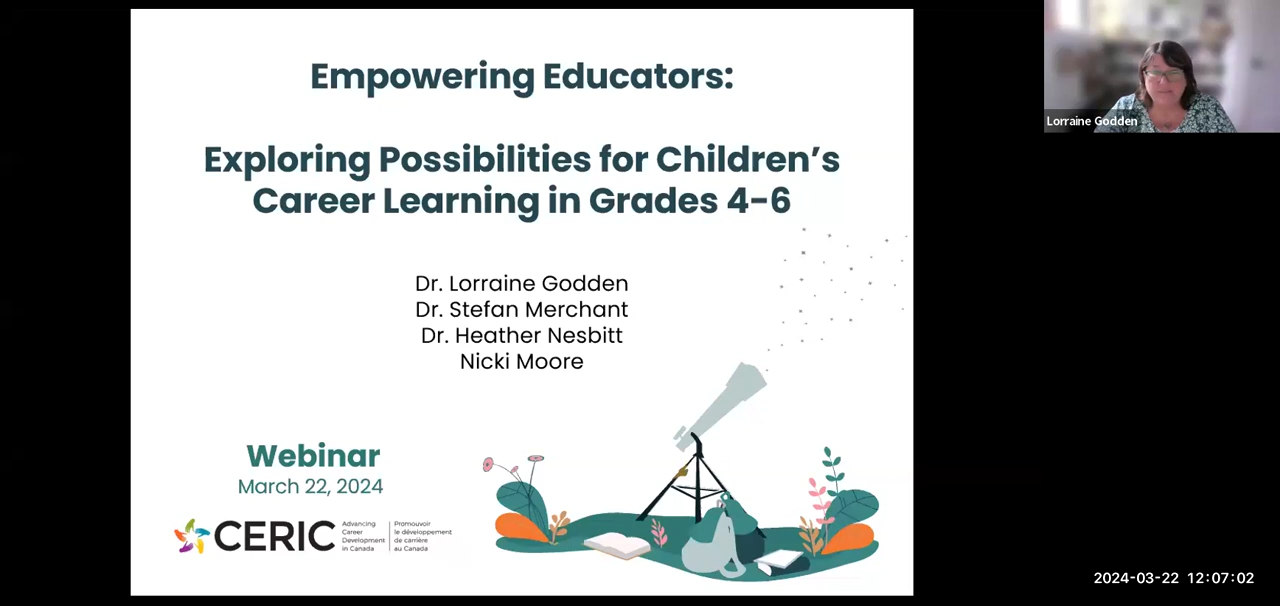 Empowering Educators:
Exploring Possibilities for Children's
Career Learning in Grades 4-6
Dr. Lorraine Godden
Dr. Stefan Merchant
Dr. Heather Nesbitt
Nicki Moore
Webinar
March 22, 2024
CERIC
Advancing
Career
Development
in Canada
Promouvoir
le développement
de carrière
au Canada
Lorraine Godden
2024-03-22 12:07:02